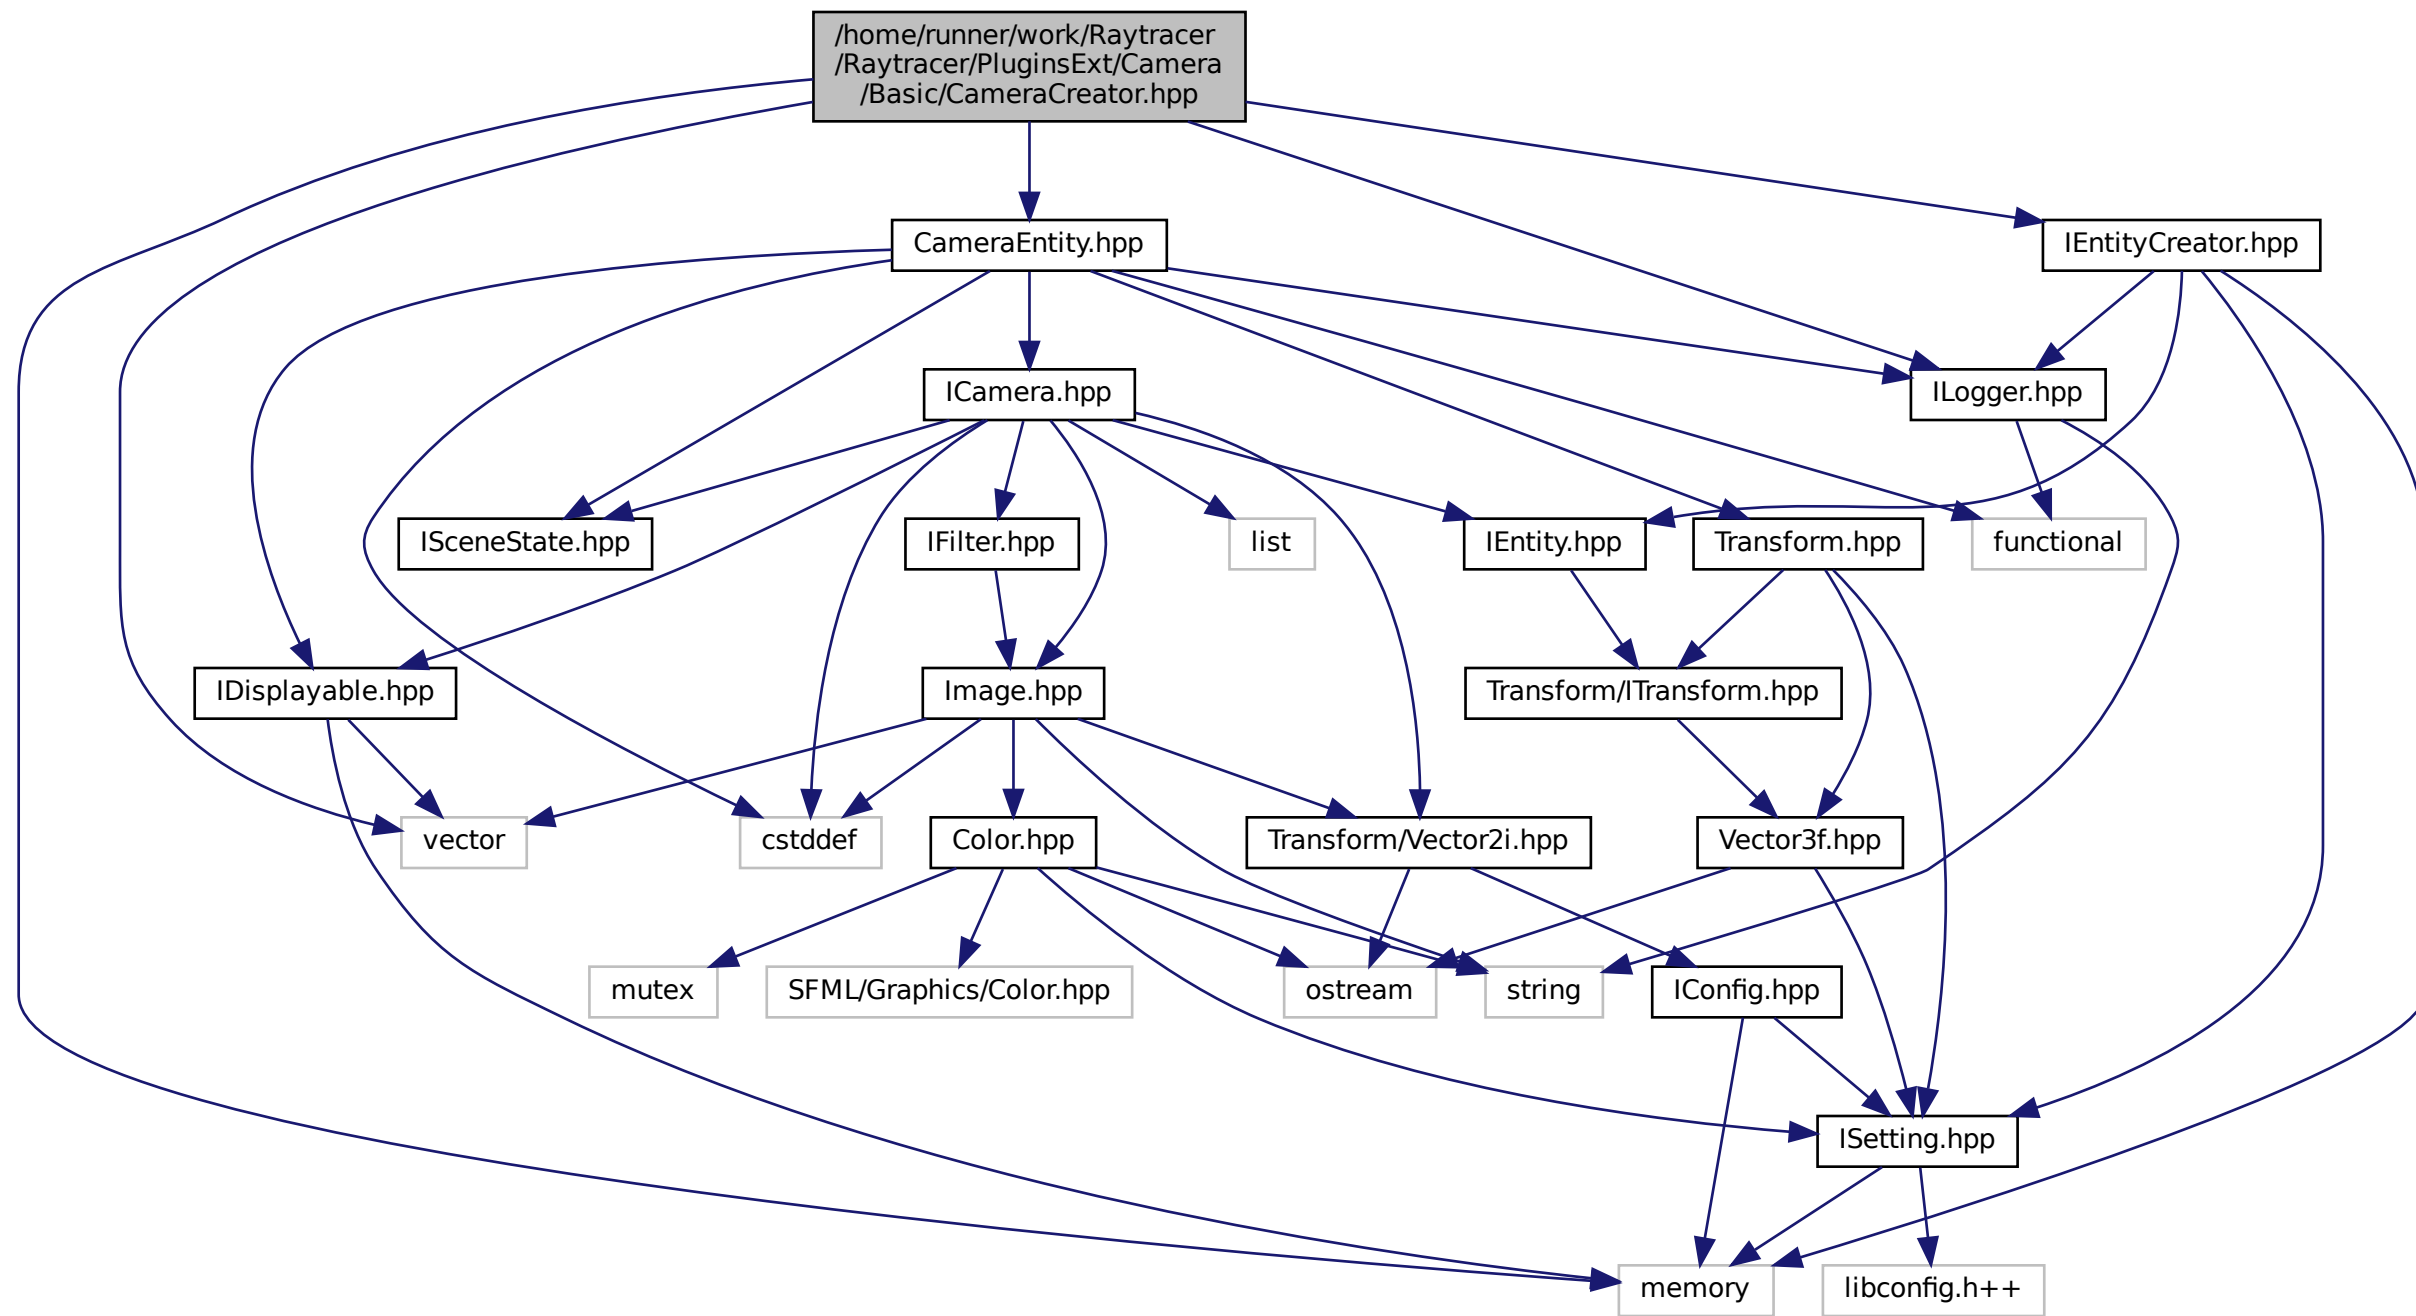 /home/runner/work/Raytracer
/Raytracer/PluginsExt/Camera
/Basic/CameraCreator.hpp
CameraEntity.hpp
IEntityCreator.hpp
ICamera.hpp
ILogger.hpp
ISceneState.hpp
IFilter.hpp
list
IEntity.hpp
Transform.hpp
functional
IDisplayable.hpp
Image.hpp
Transform/ITransform.hpp
vector
cstddef
Color.hpp
Transform/Vector2i.hpp
Vector3f.hpp
mutex
SFML/Graphics/Color.hpp
ostream
string
IConfig.hpp
ISetting.hpp
memory
libconfig.h++